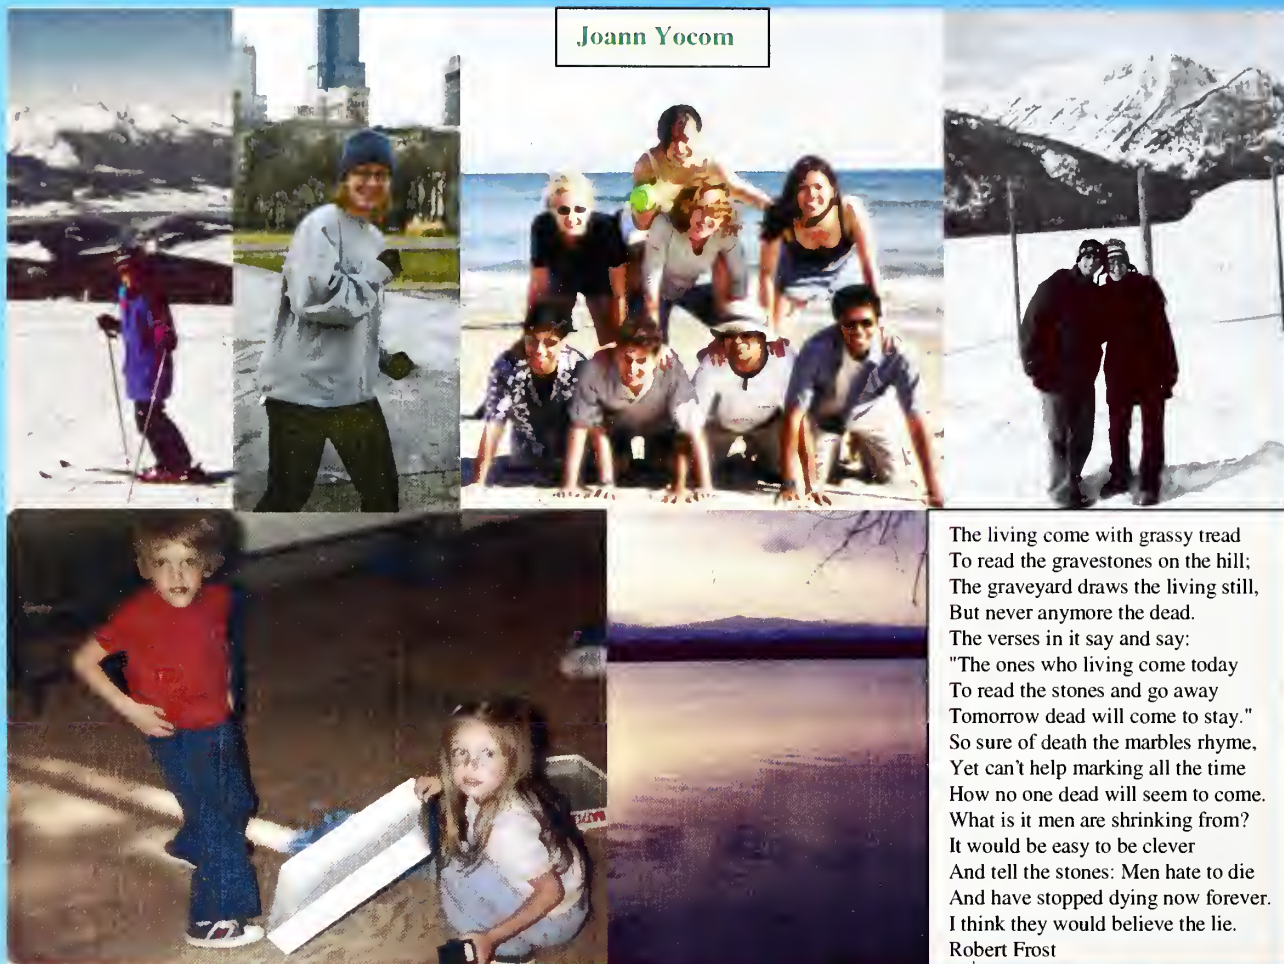 Joann Yocom
The living come with grassy tread
To read the gravestones on the hill;
The graveyard draws the living still,
But never anymore the dead.
The verses in it say and say:
"The ones who living come today
To read the stones and go away
Tomorrow dead will come to stay."
So sure of death the marbles rhyme,
Yet can't help marking all the time
How no one dead will seem to come.
What is it men are shrinking from?
It would be easy to be clever
And tell the stones: Men hate to die
And have stopped dying now forever.
I think they would believe the lie.
Robert Frost